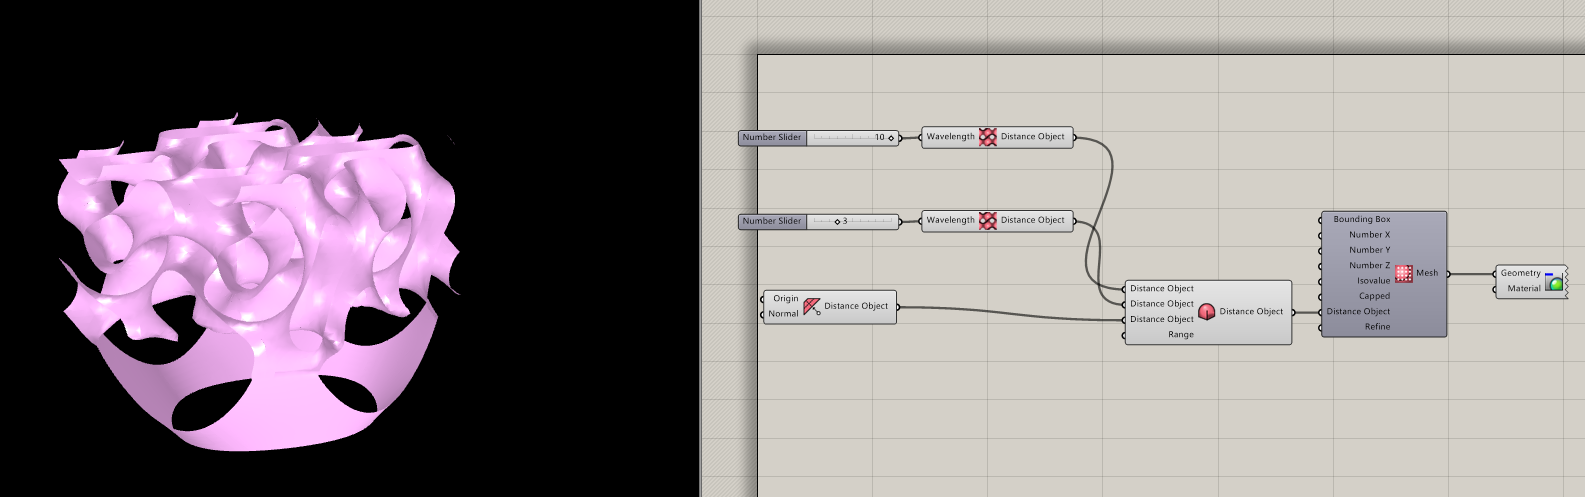 Number Slider 10
Wavelength Distance Object
Number Slider 3
Wavelength Distance Object
Origin
Normal
Distance Object
Distance Object
Distance Object
Distance Object
Range
Distance Object
Bounding Box
Number X
Number Y
Number Z
Isovalue
Capped
Distance Object
Refine
Mesh
Geometry
Material